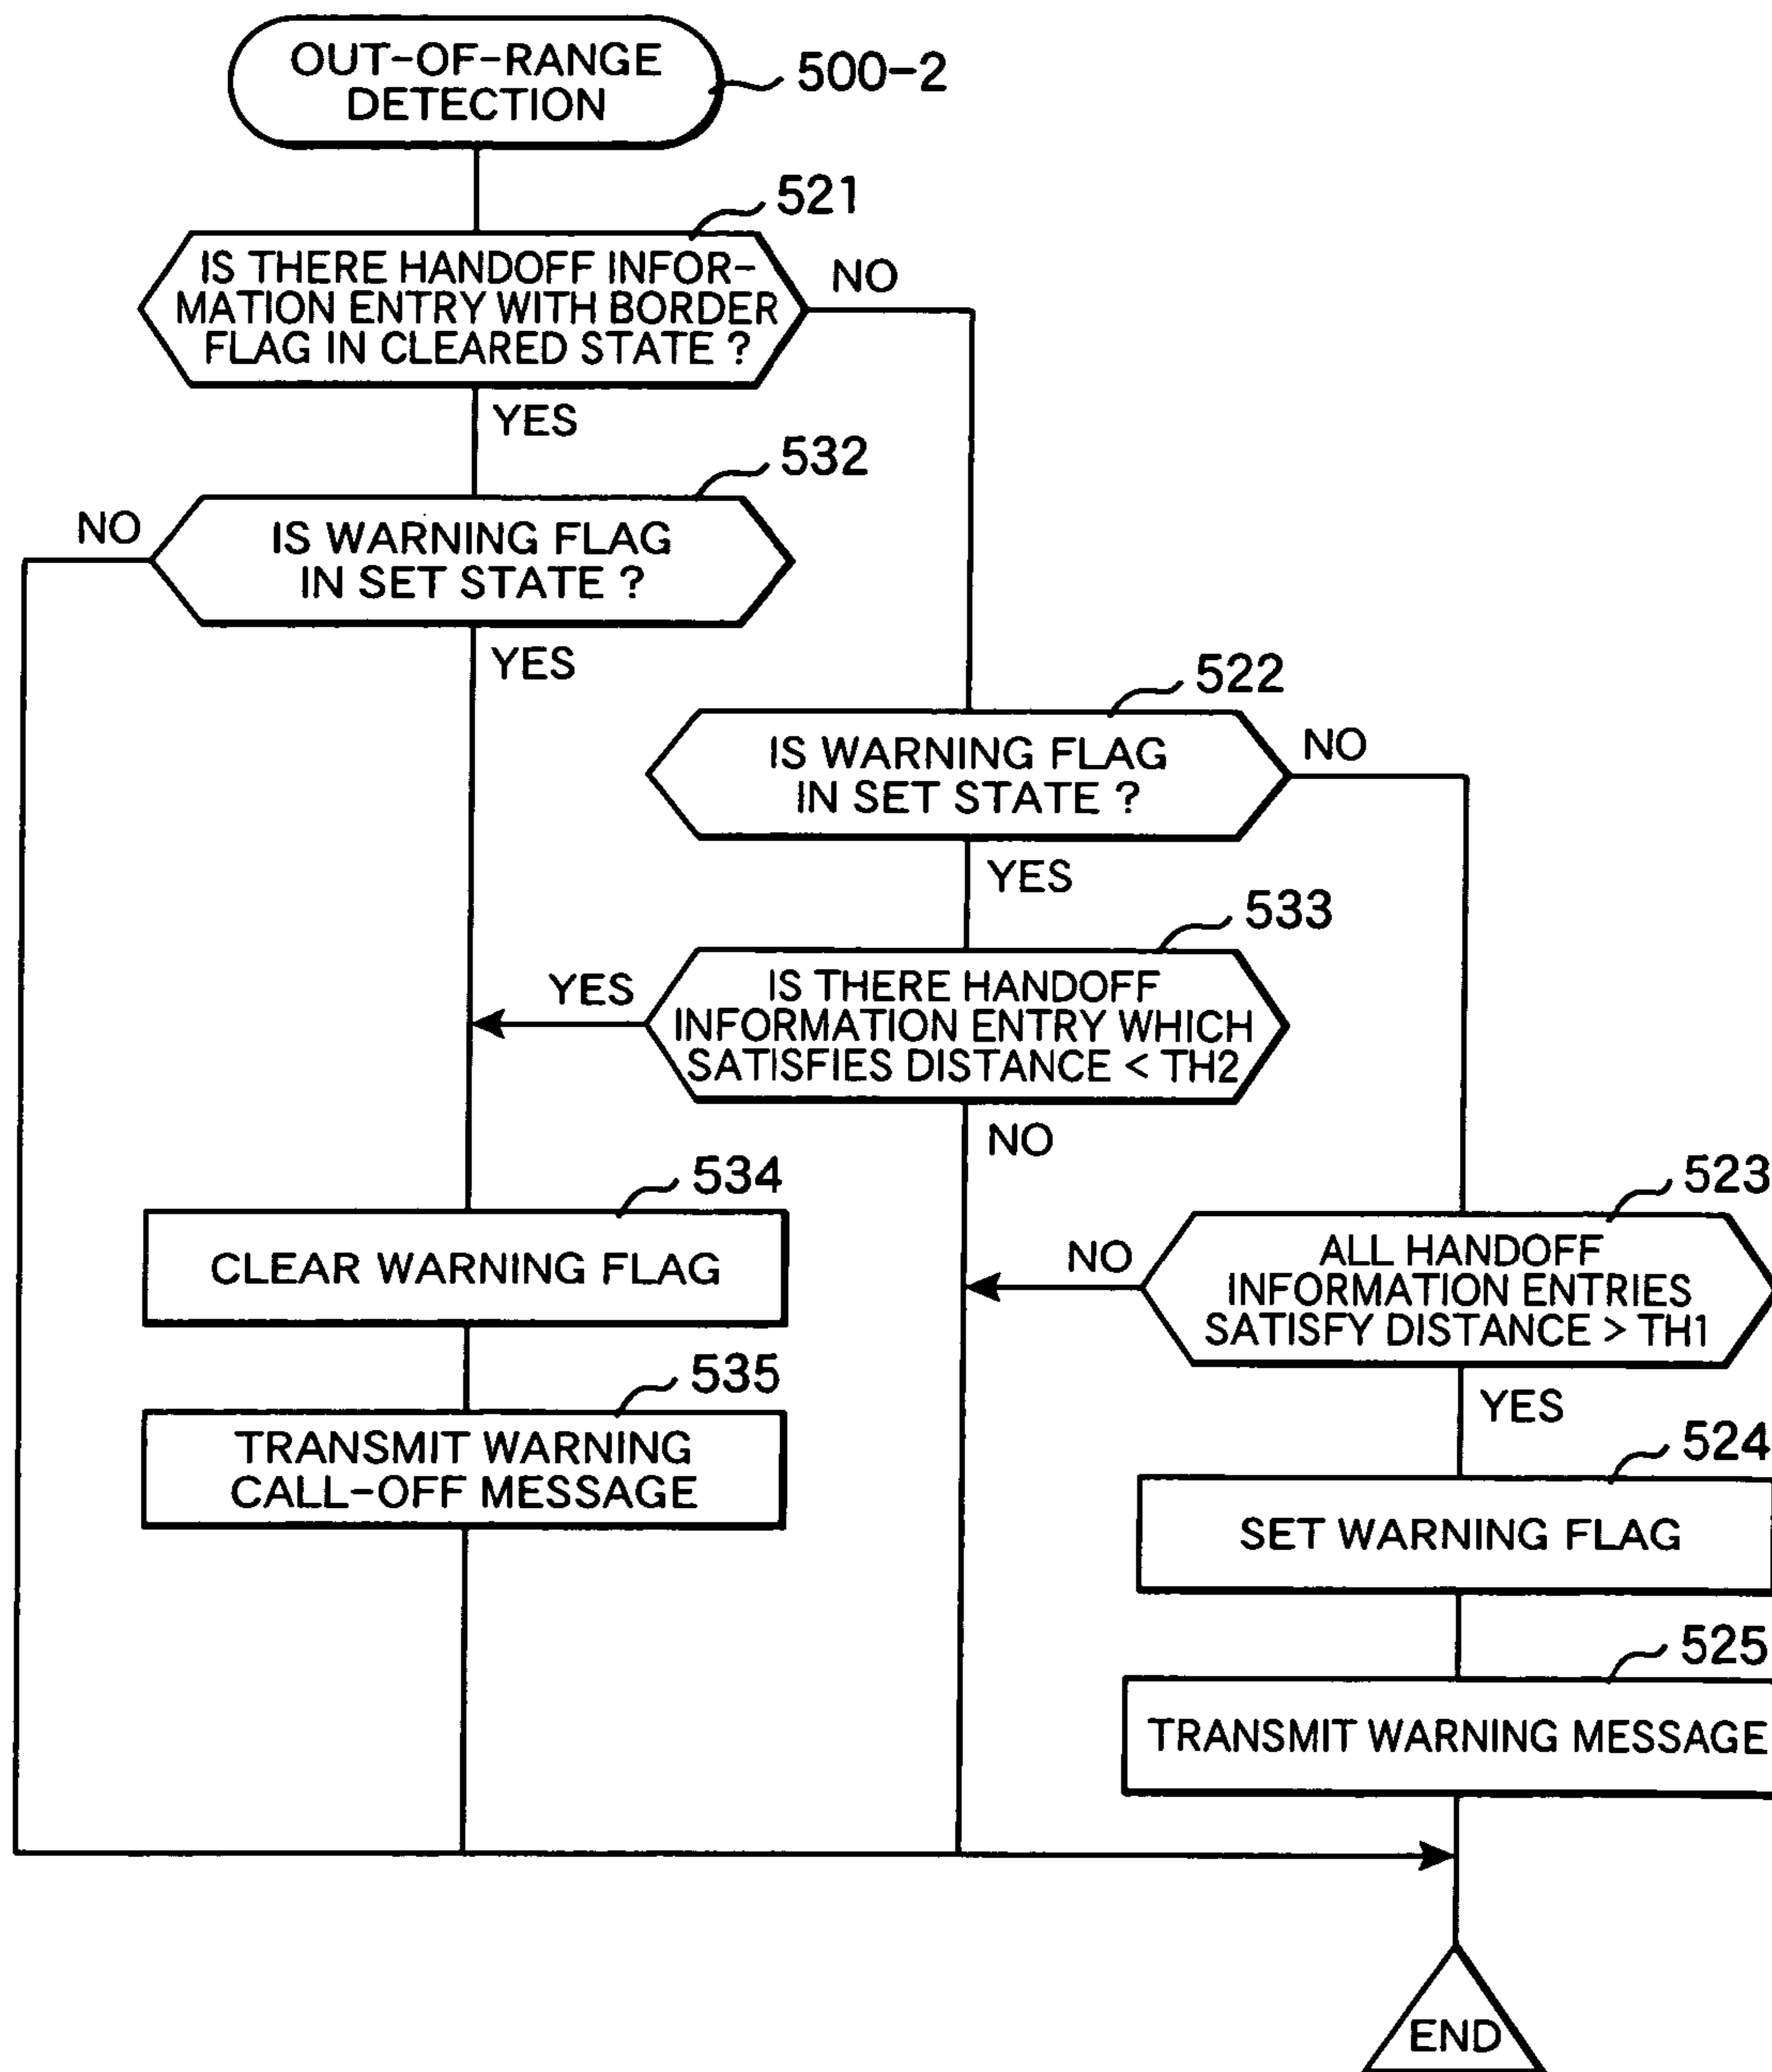 OUT-OF-RANGE
DETECTION
500-2
521
IS THERE HANDOFF INFOR-
MATION ENTRY WITH BORDER
FLAG IN CLEARED STATE ?
NO
YES
532
NO
IS WARNING FLAG
IN SET STATE ?
YES
522
IS WARNING FLAG
IN SET STATE ?
NO
YES
533
YES
IS THERE HANDOFF
INFORMATION ENTRY WHICH
SATISFIES DISTANCE < TH2
NO
534
CLEAR WARNING FLAG
523
NO
ALL HANDOFF
INFORMATION ENTRIES
SATISFY DISTANCE > TH1
YES
535
TRANSMIT WARNING
CALL-OFF MESSAGE
524
SET WARNING FLAG
525
TRANSMIT WARNING MESSAGE
END